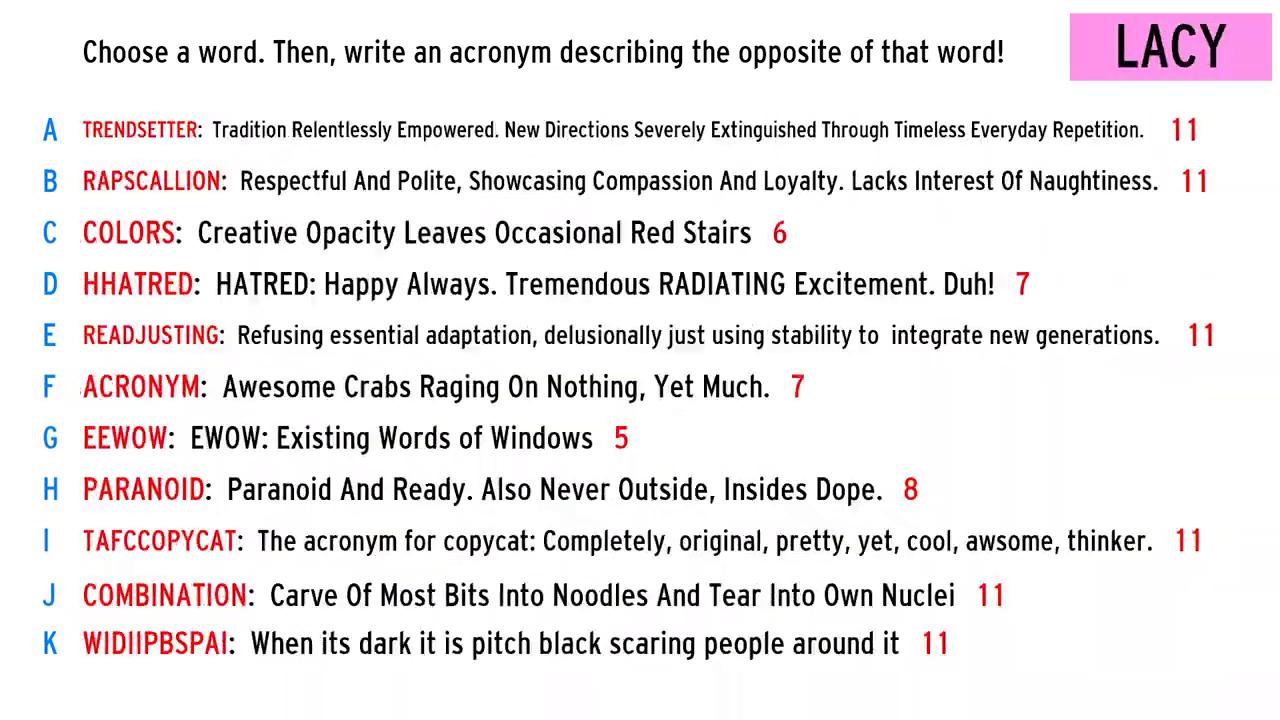 Choose a word. Then, write an acronym describing the opposite of that word!
LACY
A TRENDSETTER: Tradition Relentlessly Empowered. New Directions Severely Extinguished Through Timeless Everyday Repetition. 11
B RAPSCALLION: Respectful And Polite, Showcasing Compassion And Loyalty. Lacks Interest Of Naughtiness. 11
C COLORS: Creative Opacity Leaves Occasional Red Stairs 6
D HHATRED: HATRED: Happy Always. Tremendous RADIATING Excitement. Duh! 7
E READJUSTING: Refusing essential adaptation, delusionally just using stability to integrate new generations. 11
F ACRONYM: Awesome Crabs Raging On Nothing, Yet Much. 7
G EEWOW: EWOW: Existing Words of Windows 5
H PARANOID: Paranoid And Ready. Also Never Outside, Insides Dope. 8
I TAFCCOPYCAT: The acronym for copycat: Completely, original, pretty, yet, cool, awsome, thinker. 11
J COMBINATION: Carve Of Most Bits Into Noodles And Tear Into Own Nuclei 11
K WIDIIPBSPAI: When its dark it is pitch black scaring people around it 11